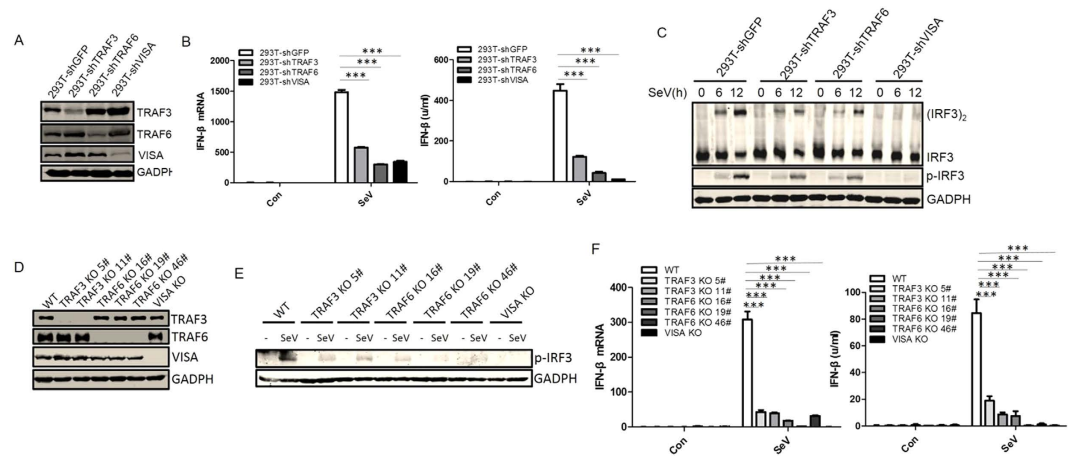 A
293T-shGFP
293T-shTRAF3
293T-shTRAF6
293T-shVISA
TRAF3
TRAF6
VISA
GADPH
B
293T-shGFP
293T-shTRAF3
293T-shTRAF6
293T-shVISA
***
***
***
IFN-β mRNA
2000
1500
1000
500
0
Con
SeV
293T-shGFP
293T-shTRAF3
293T-shTRAF6
293T-shVISA
***
***
***
IFN-β (u/ml)
600
400
200
0
Con
SeV
C
293T-shGFP
293T-shTRAF3
293T-shTRAF6
293T-shVISA
SeV(h) 0 6 12 0 6 12 0 6 12 0 6 12
(IRF3)2
IRF3
p-IRF3
GADPH
D
WT
TRAF3 KO 5#
TRAF3 KO 11#
TRAF6 KO 16#
TRAF6 KO 19#
TRAF6 KO 46#
VISA KO
TRAF3
TRAF6
VISA
GADPH
E
WT
TRAF3 KO 5#
TRAF3 KO 11#
TRAF6 KO 16#
TRAF6 KO 19#
TRAF6 KO 46#
VISA KO
- SeV - SeV - SeV - SeV - SeV - SeV - SeV
p-IRF3
GADPH
F
WT
TRAF3 KO 5#
TRAF3 KO 11#
TRAF6 KO 16#
TRAF6 KO 19#
TRAF6 KO 46#
VISA KO
***
***
***
***
***
***
IFN-β mRNA
400
300
200
100
0
Con
SeV
WT
TRAF3 KO 5#
TRAF3 KO 11#
TRAF6 KO 16#
TRAF6 KO 19#
TRAF6 KO 46#
VISA KO
***
***
***
***
***
***
IFN-β (u/ml)
100
80
60
40
20
0
Con
SeV